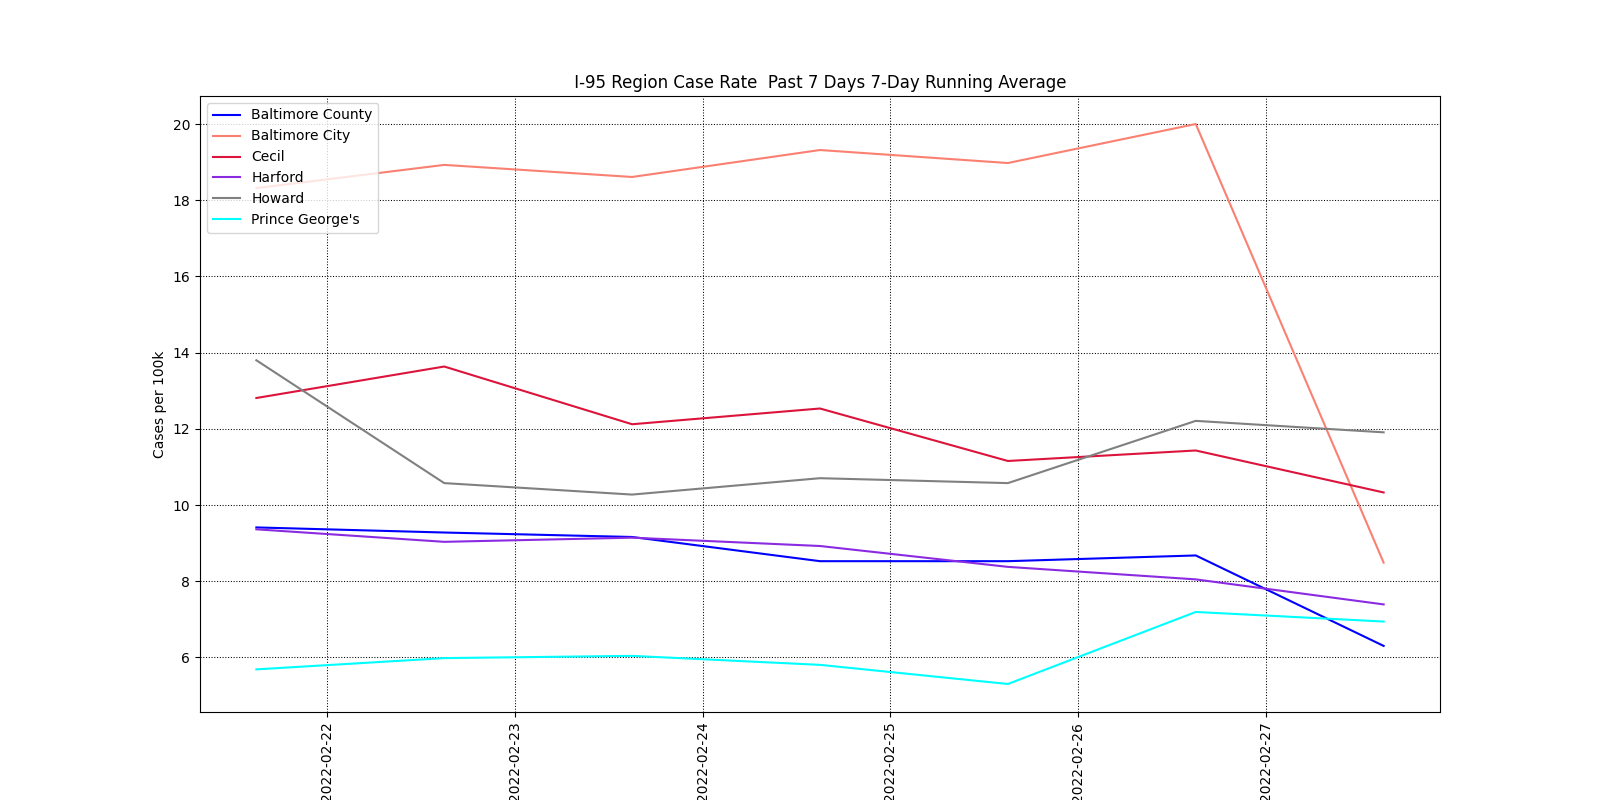 I-95 Region Case Rate  Past 7 Days 7-Day Running Average
Baltimore County
Baltimore City
Cecil
Harford
Howard
Prince George's
Cases per 100k
20
18
16
14
12
10
8
6
2022-02-22
2022-02-23
2022-02-24
2022-02-25
2022-02-26
2022-02-27